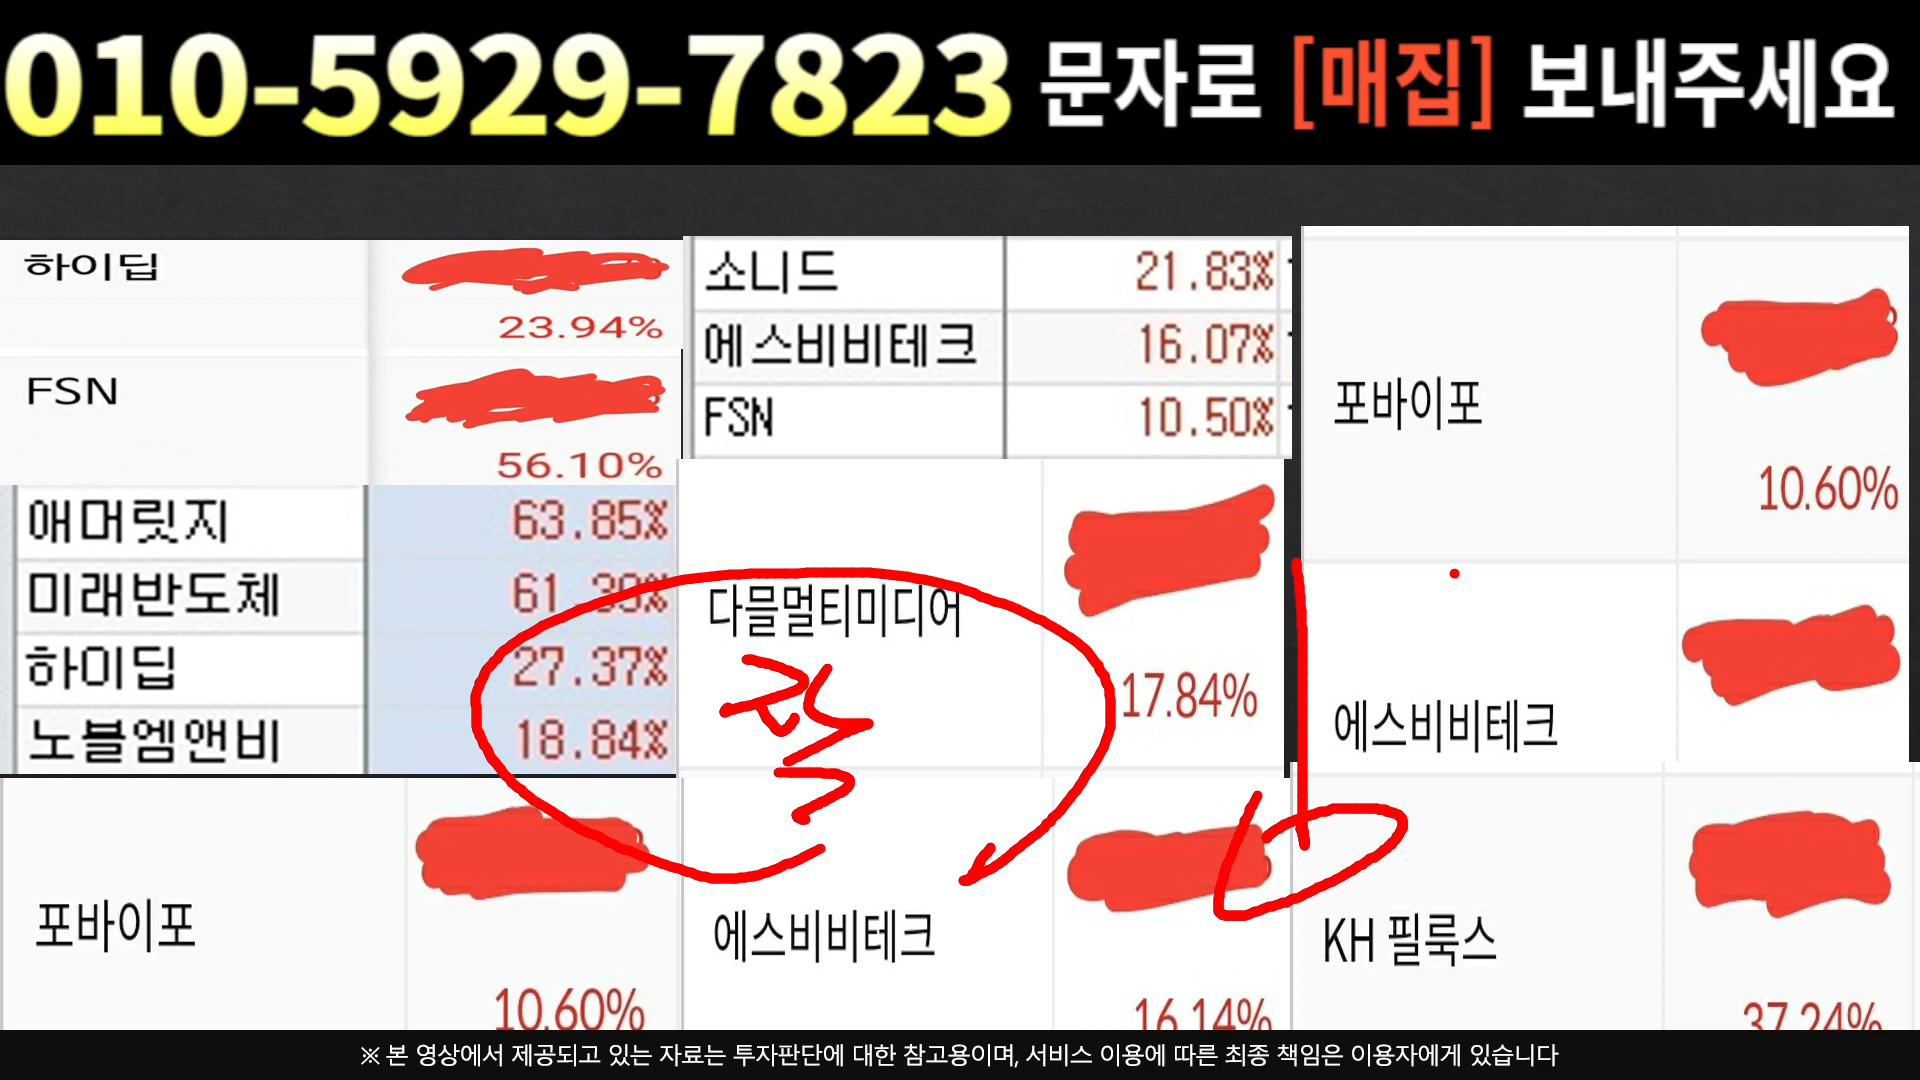 010-5929-7823 문자로 [매집] 보내주세요
하이딥
23.94%
FSN
56.10%
애머릿지 63.85%
미래반도체 61.39%
하이딥 27.37%
노블엠앤비 18.84%
소니드 21.83%
에스비비테크 16.07%
FSN 10.50%
다믈멀티미디어
17.84%
포바이포
10.60%
에스비비테크
포바이포
10.60%
에스비비테크
16.14%
KH 필룩스
37.24%
※ 본 영상에서 제공되고 있는 자료는 투자판단에 대한 참고용이며, 서비스 이용에 따른 최종 책임은 이용자에게 있습니다